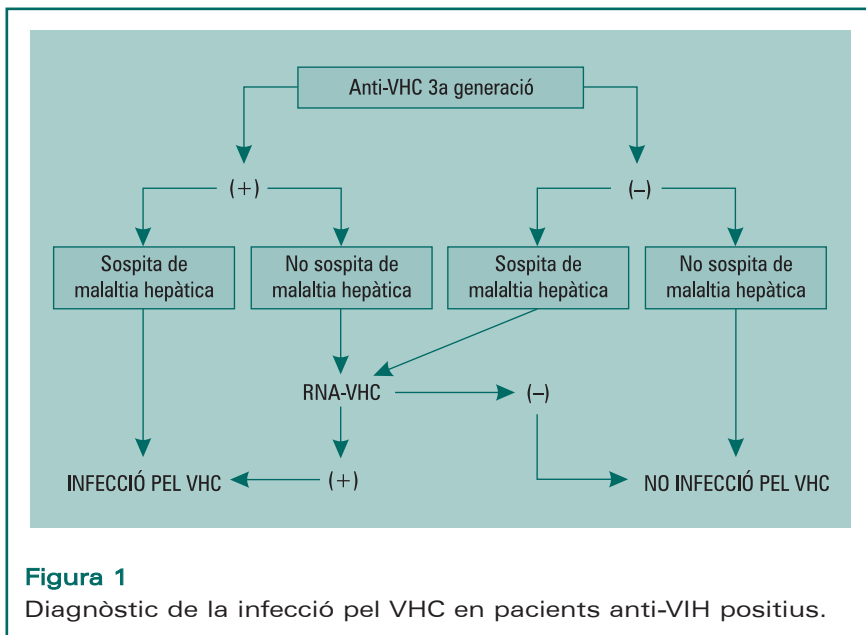 Anti-VHC 3a generació
(+)
(–)
Sospita de
malaltia hepàtica
No sospita de
malaltia hepàtica
Sospita de
malaltia hepàtica
No sospita de
malaltia hepàtica
RNA-VHC
(–)
INFECCIÓ PEL VHC
(+)
NO INFECCIÓ PEL VHC
Figura 1
Diagnòstic de la infecció pel VHC en pacients anti-VIH positius.